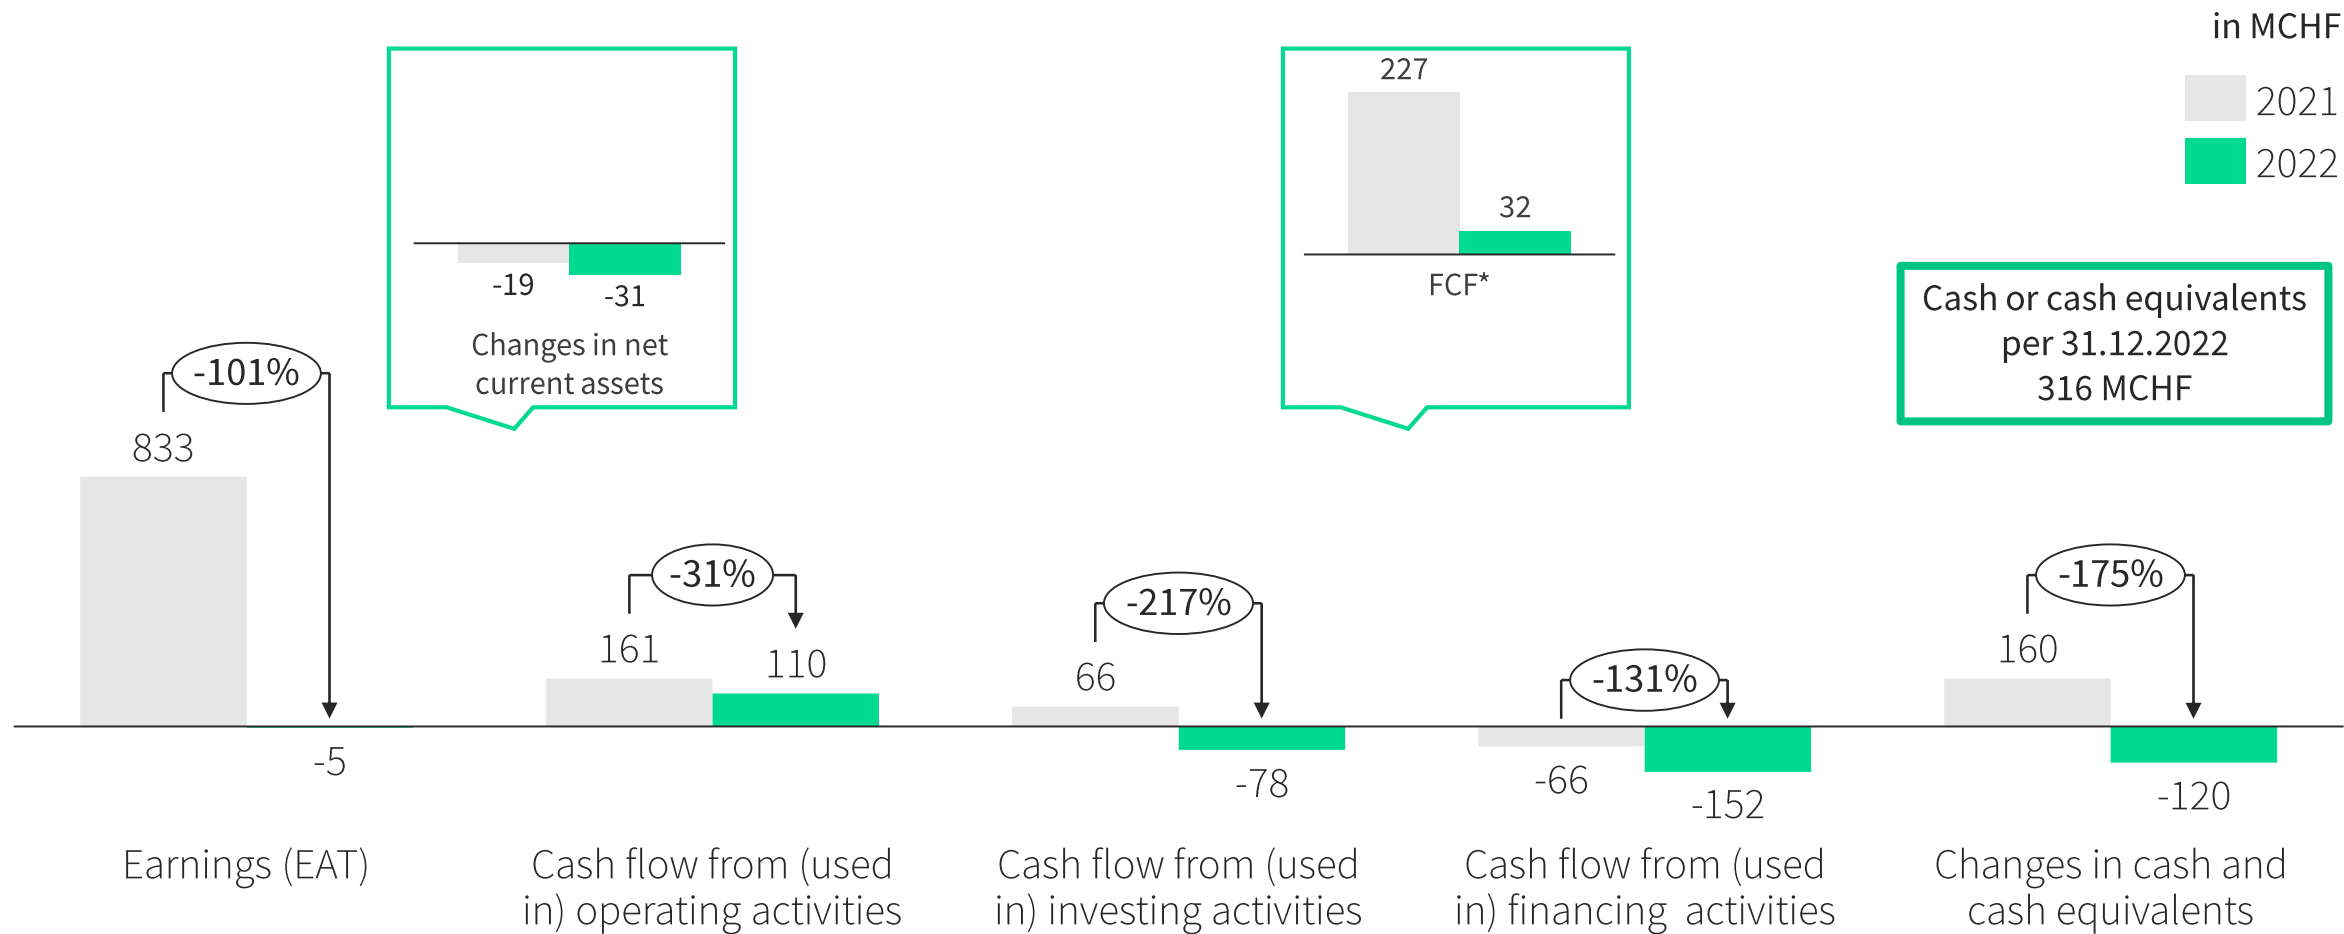 in MCHF
2021
2022
227
32
FCF*
-19
-31
Changes in net
current assets
Cash or cash equivalents
per 31.12.2022
316 MCHF
-101%
833
-5
-31%
161
110
-217%
66
-78
-131%
-66
-152
-175%
160
-120
Earnings (EAT)
Cash flow from (used
in) operating activities
Cash flow from (used
in) investing activities
Cash flow from (used
in) financing  activities
Changes in cash and
cash equivalents